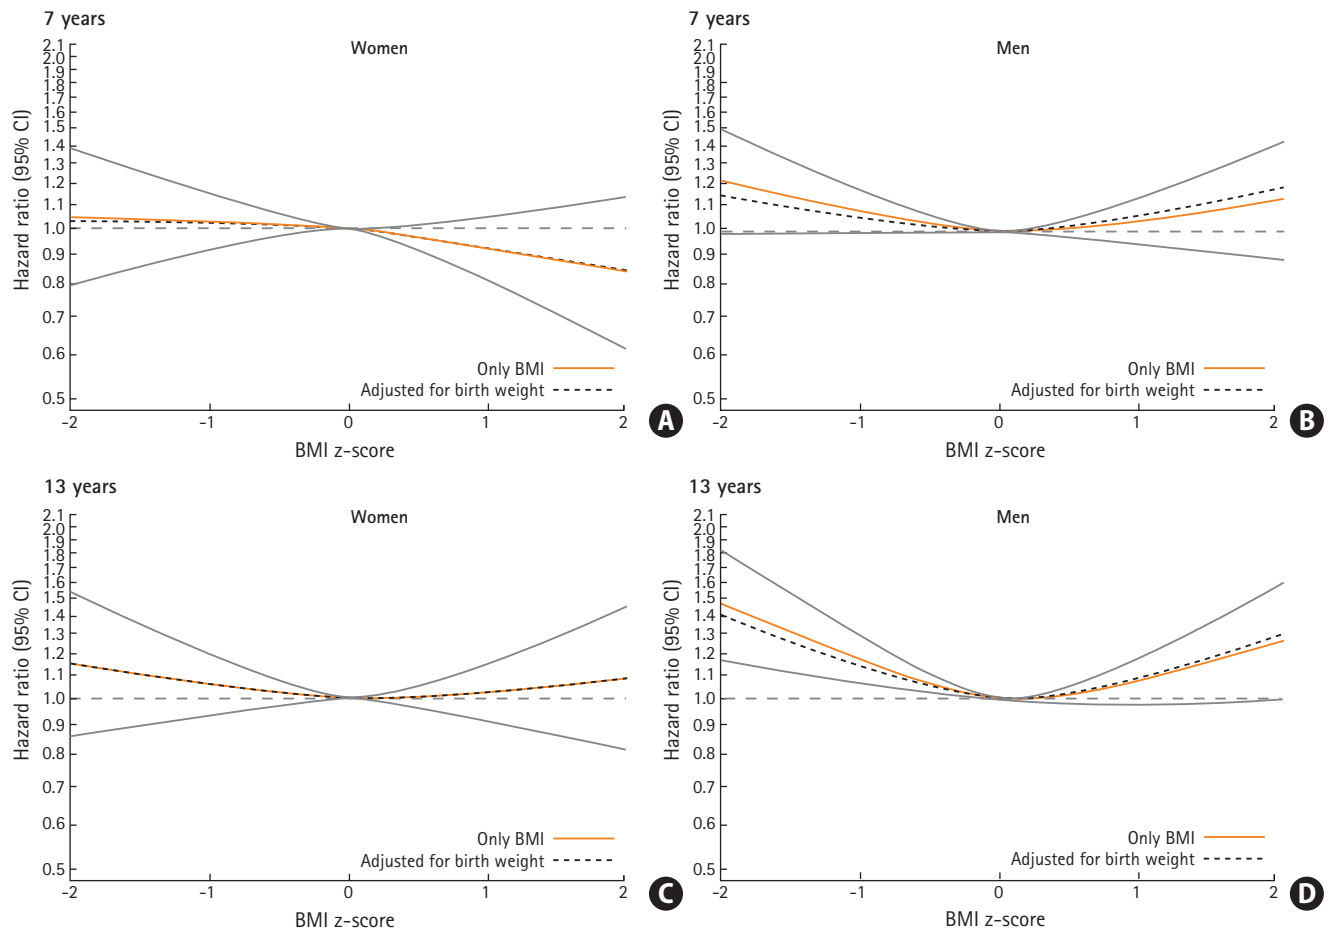 7 years
Women
Hazard ratio (95% CI)
2.1
2.0
1.9
1.8
1.7
1.6
1.5
1.4
1.3
1.2
1.1
1.0
0.9
0.8
0.7
0.6
0.5
Only BMI
Adjusted for birth weight
-2 -1 0 1 2
BMI z-score
A
7 years
Men
Hazard ratio (95% CI)
2.1
2.0
1.9
1.8
1.7
1.6
1.5
1.4
1.3
1.2
1.1
1.0
0.9
0.8
0.7
0.6
0.5
Only BMI
Adjusted for birth weight
-2 -1 0 1 2
BMI z-score
B
13 years
Women
Hazard ratio (95% CI)
2.1
2.0
1.9
1.8
1.7
1.6
1.5
1.4
1.3
1.2
1.1
1.0
0.9
0.8
0.7
0.6
0.5
Only BMI
Adjusted for birth weight
-2 -1 0 1 2
BMI z-score
C
13 years
Men
Hazard ratio (95% CI)
2.1
2.0
1.9
1.8
1.7
1.6
1.5
1.4
1.3
1.2
1.1
1.0
0.9
0.8
0.7
0.6
0.5
Only BMI
Adjusted for birth weight
-2 -1 0 1 2
BMI z-score
D